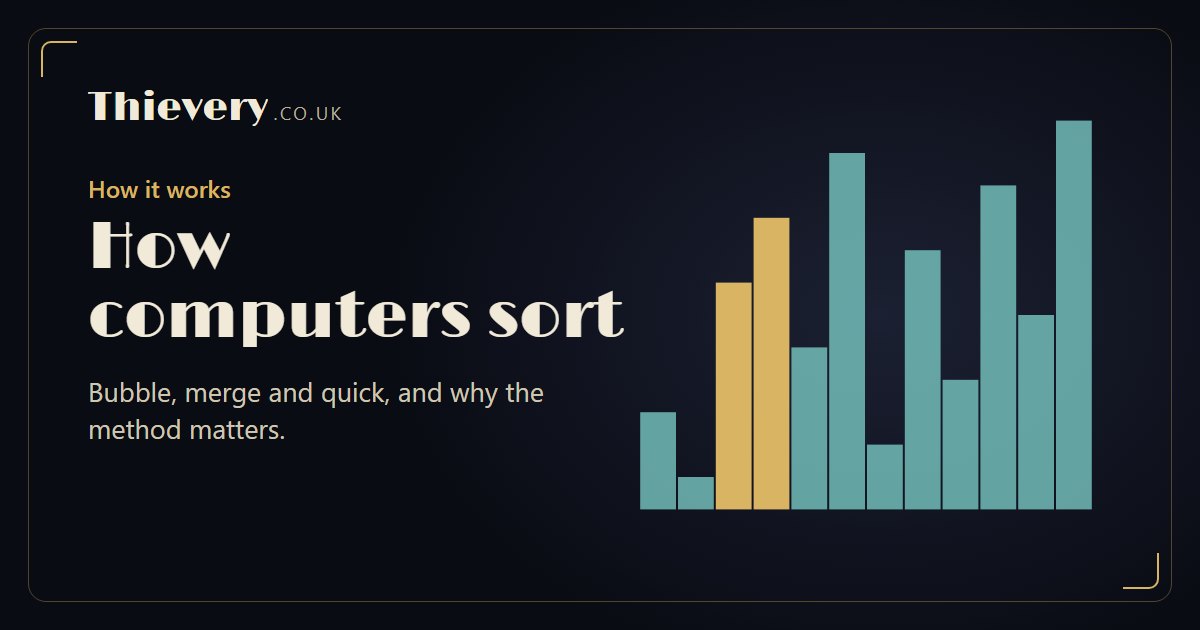 Thievery.CO.UK
How it works
How
computers sort
Bubble, merge and quick, and why the
method matters.